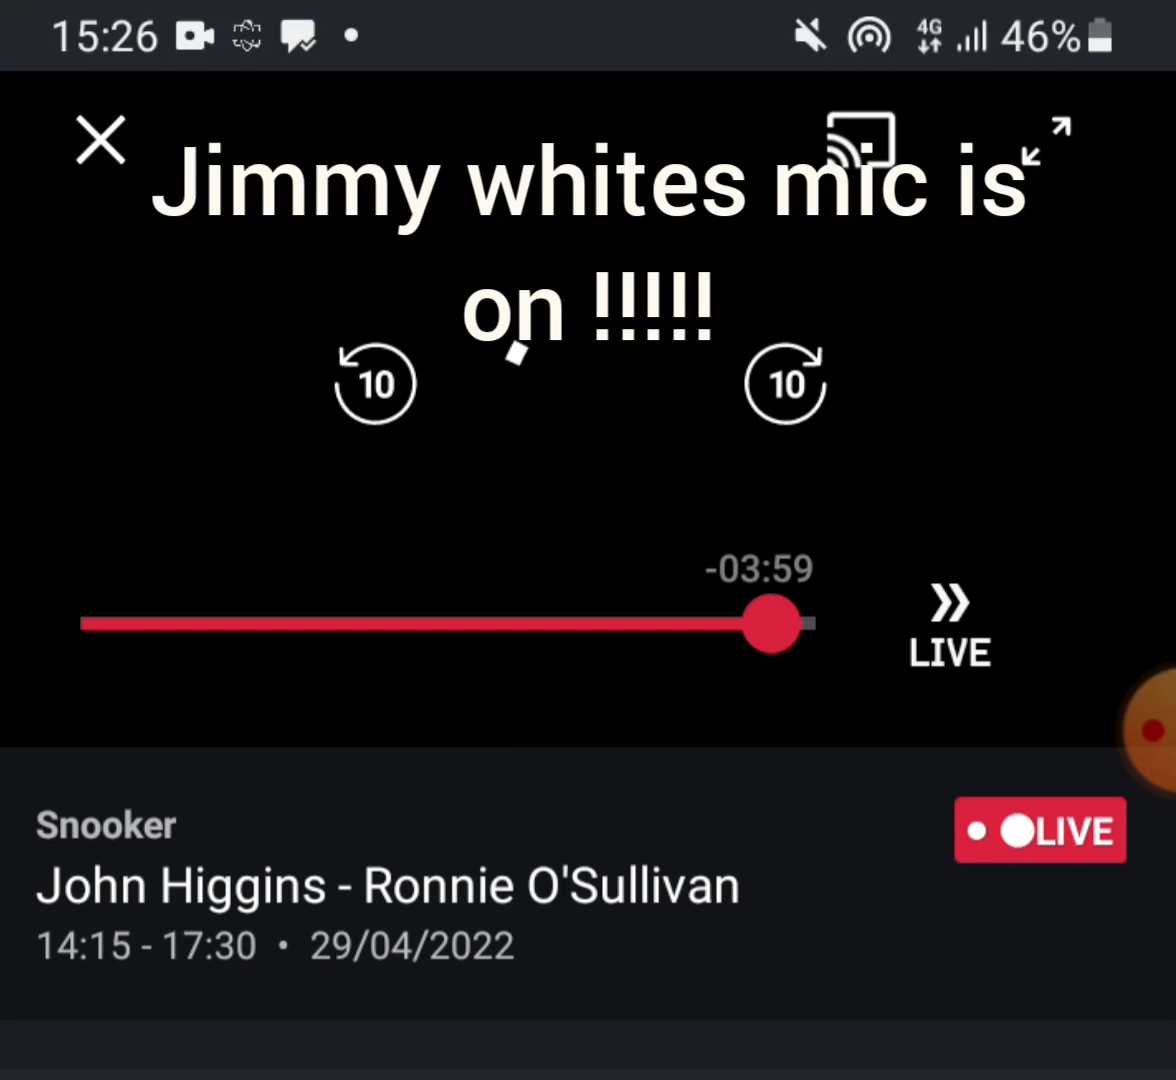 15:26
4G 46%
Jimmy whites mic is
on !!!!!
10 10
-03:59
LIVE
Snooker
LIVE
John Higgins - Ronnie O'Sullivan
14:15 - 17:30 • 29/04/2022